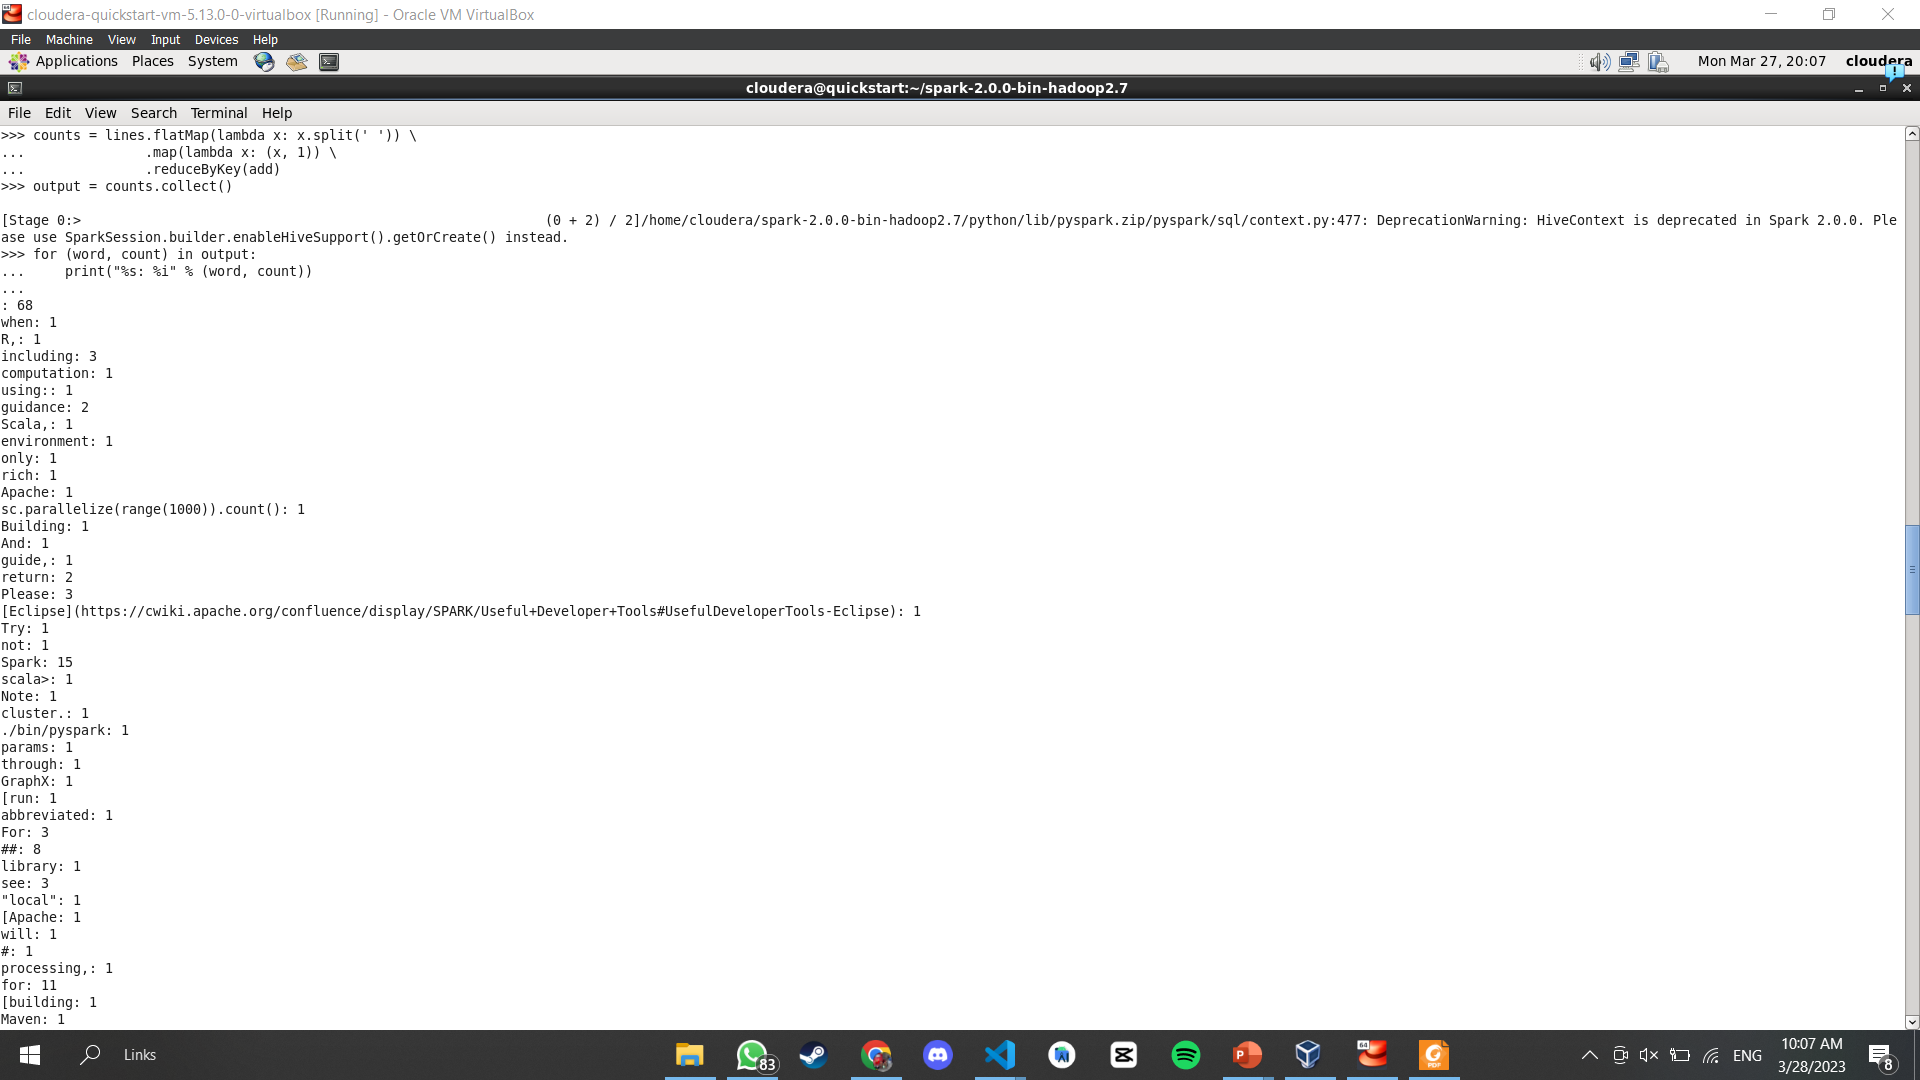 cloudera-quickstart-vm-5.13.0-0-virtualbox [Running] - Oracle VM VirtualBox
File Machine View Input Devices Help
Applications Places System Mon Mar 27, 20:07 cloudera
cloudera@quickstart:~/spark-2.0.0-bin-hadoop2.7
File Edit View Search Terminal Help
>>> counts = lines.flatMap(lambda x: x.split(' ')) \
...               .map(lambda x: (x, 1)) \
...               .reduceByKey(add)
>>> output = counts.collect()
[Stage 0:>                                                          (0 + 2) / 2]/home/cloudera/spark-2.0.0-bin-hadoop2.7/python/lib/pyspark.zip/pyspark/sql/context.py:477: DeprecationWarning: HiveContext is deprecated in Spark 2.0.0. Ple
ase use SparkSession.builder.enableHiveSupport().getOrCreate() instead.
>>> for (word, count) in output:
...     print("%s: %i" % (word, count))
...
: 68
when: 1
R,: 1
including: 3
computation: 1
using:: 1
guidance: 2
Scala,: 1
environment: 1
only: 1
rich: 1
Apache: 1
sc.parallelize(range(1000)).count(): 1
Building: 1
And: 1
guide,: 1
return: 2
Please: 3
[Eclipse](https://cwiki.apache.org/confluence/display/SPARK/Useful+Developer+Tools#UsefulDeveloperTools-Eclipse): 1
Try: 1
not: 1
Spark: 15
scala>: 1
Note: 1
cluster.: 1
./bin/pyspark: 1
params: 1
through: 1
GraphX: 1
[run: 1
abbreviated: 1
For: 3
##: 8
library: 1
see: 3
"local": 1
[Apache: 1
will: 1
#: 1
processing,: 1
for: 11
[building: 1
Maven: 1
Links 83 64 PDF ENG 10:07 AM 8
3/28/2023